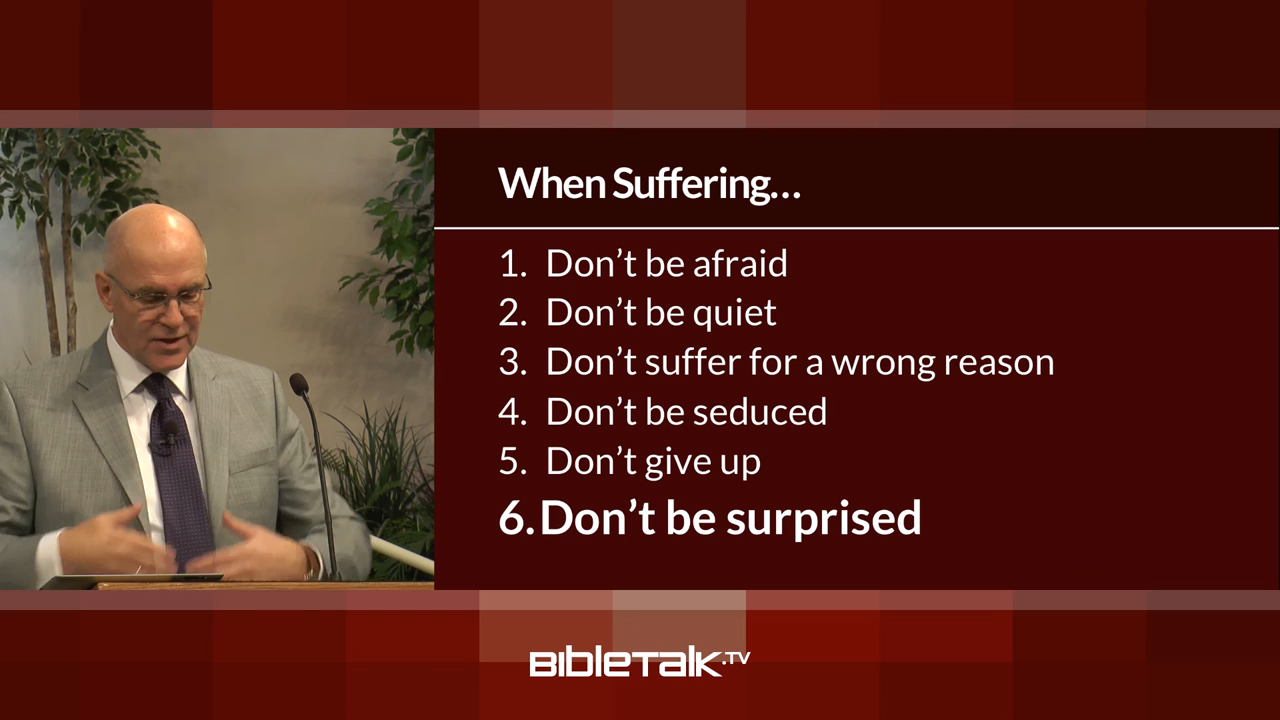 When Suffering...
1. Don't be afraid
2. Don't be quiet
3. Don't suffer for a wrong reason
4. Don't be seduced
5. Don't give up
6. Don't be surprised
BIBLETALK.TV